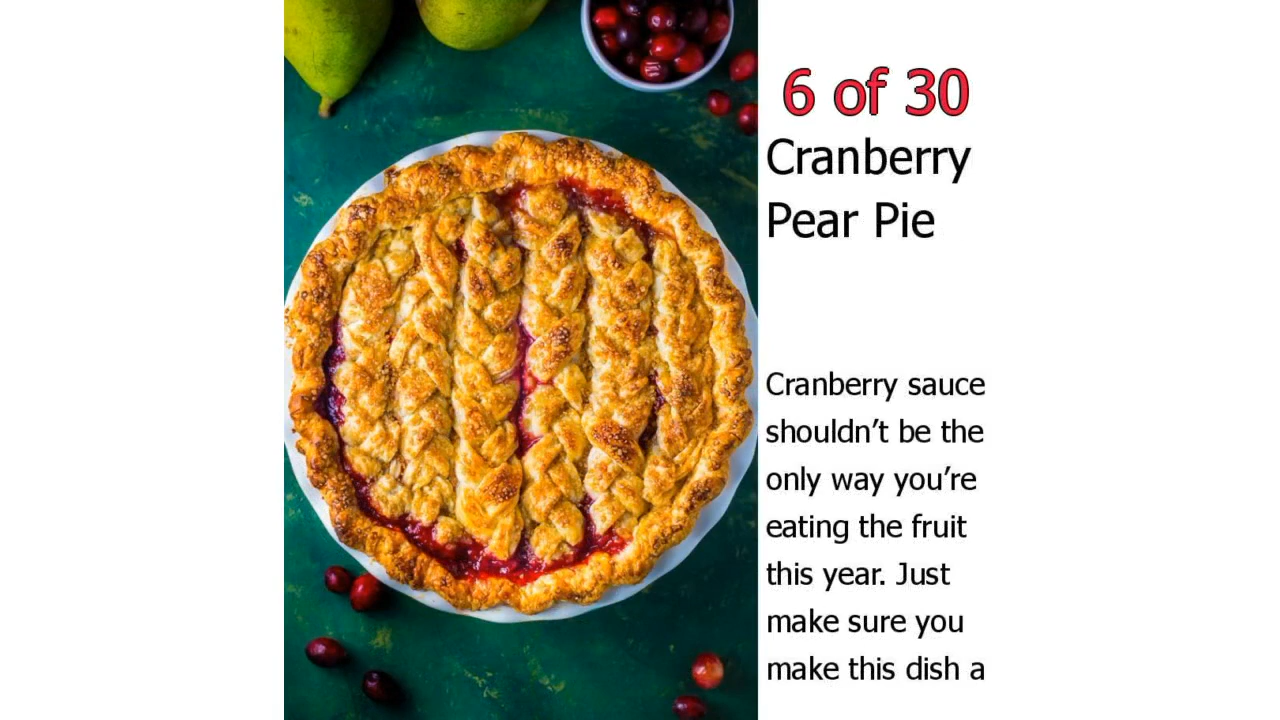 6 of 30
Cranberry
Pear Pie
Cranberry sauce
shouldn’t be the
only way you’re
eating the fruit
this year. Just
make sure you
make this dish a